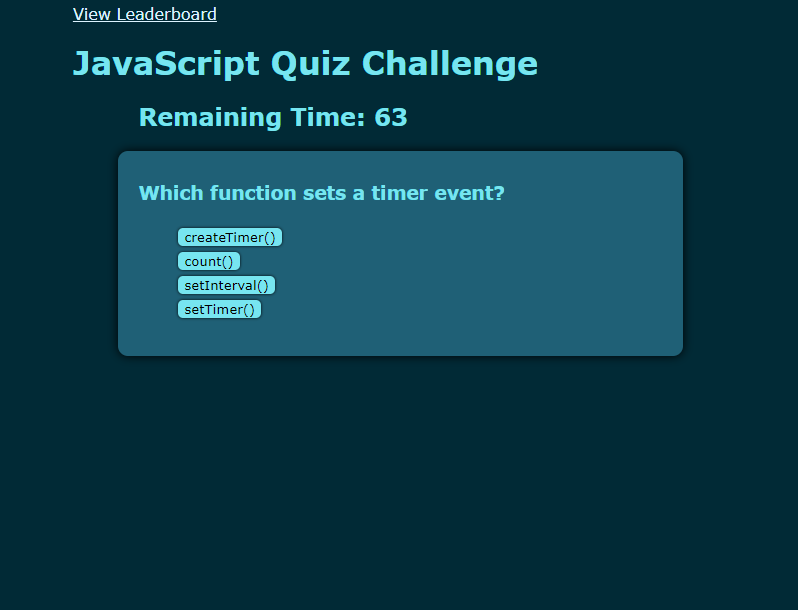 View Leaderboard
JavaScript Quiz Challenge
Remaining Time: 63
Which function sets a timer event?
createTimer()
count()
setInterval()
setTimer()